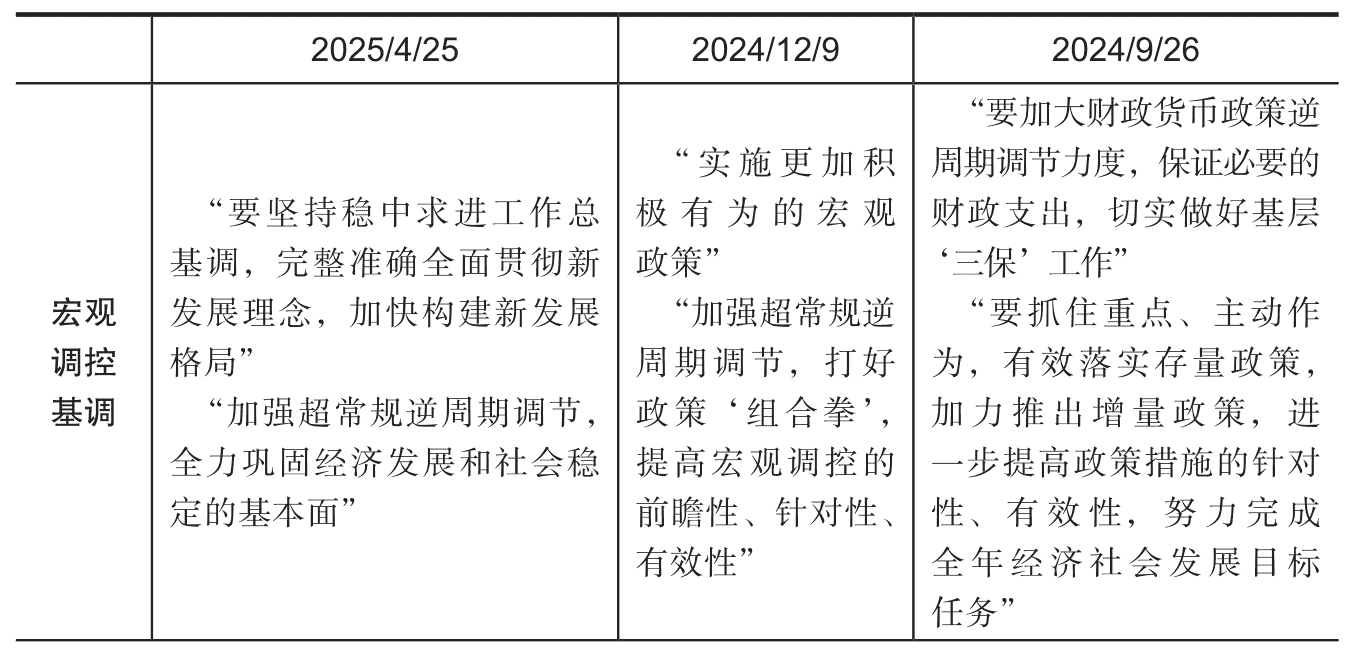 2025/4/25
2024/12/9
2024/9/26
宏观
调控
基调
“要坚持稳中求进工作总
基调，完整准确全面贯彻新
发展理念，加快构建新发展
格局”
“加强超常规逆周期调节，
全力巩固经济发展和社会稳
定的基本面”
“实施更加积
极有为的宏观
政策”
“加强超常规逆
周期调节，打好
政策‘组合拳’，
提高宏观调控的
前瞻性、针对性、
有效性”
“要加大财政货币政策逆
周期调节力度，保证必要的
财政支出，切实做好基层
‘三保’工作”
“要抓住重点、主动作
为，有效落实存量政策，
加力推出增量政策，进
一步提高政策措施的针对
性、有效性，努力完成
全年经济社会发展目标
任务”